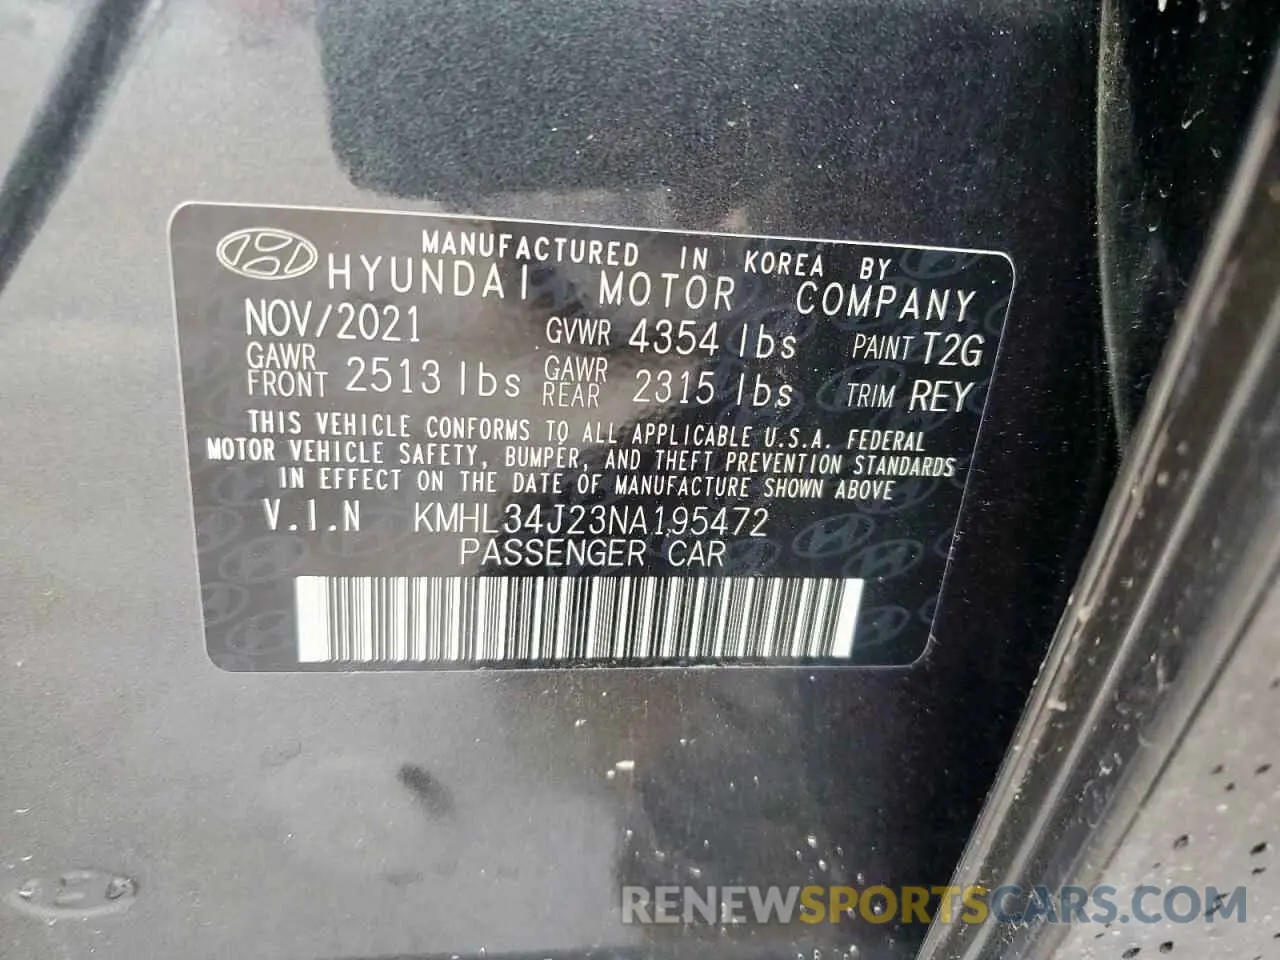 MANUFACTURED IN KOREA BY
HYUNDAI MOTOR COMPANY
NOV/2021 GVWR 4354 lbs PAINT T2G
GAWR FRONT 2513 lbs GAWR REAR 2315 lbs TRIM REY
THIS VEHICLE CONFORMS TO ALL APPLICABLE U.S.A. FEDERAL
MOTOR VEHICLE SAFETY, BUMPER, AND THEFT PREVENTION STANDARDS
IN EFFECT ON THE DATE OF MANUFACTURE SHOWN ABOVE
V.I.N KMHL34J23NA195472
PASSENGER CAR
RENEWSPORTSCARS.COM